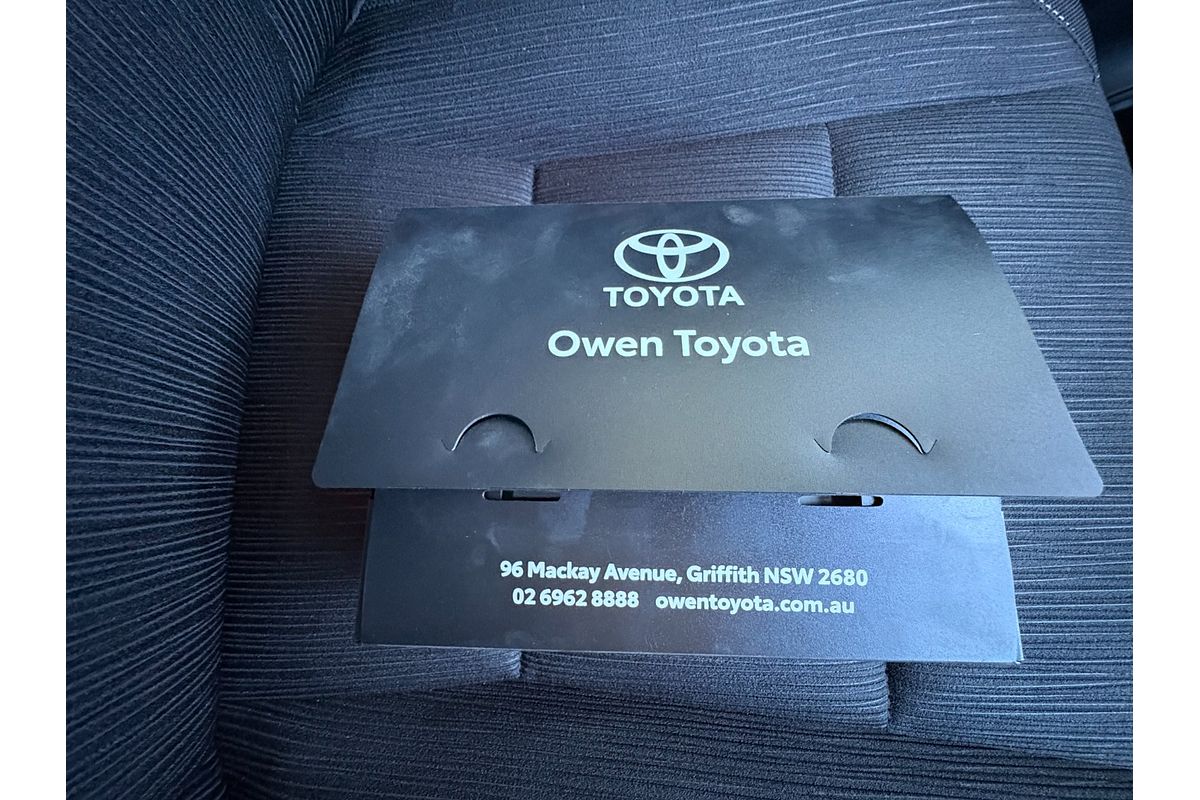 TOYOTA
Owen Toyota
96 Mackay Avenue, Griffith NSW 2680
02 6962 8888 owentoyota.com.au